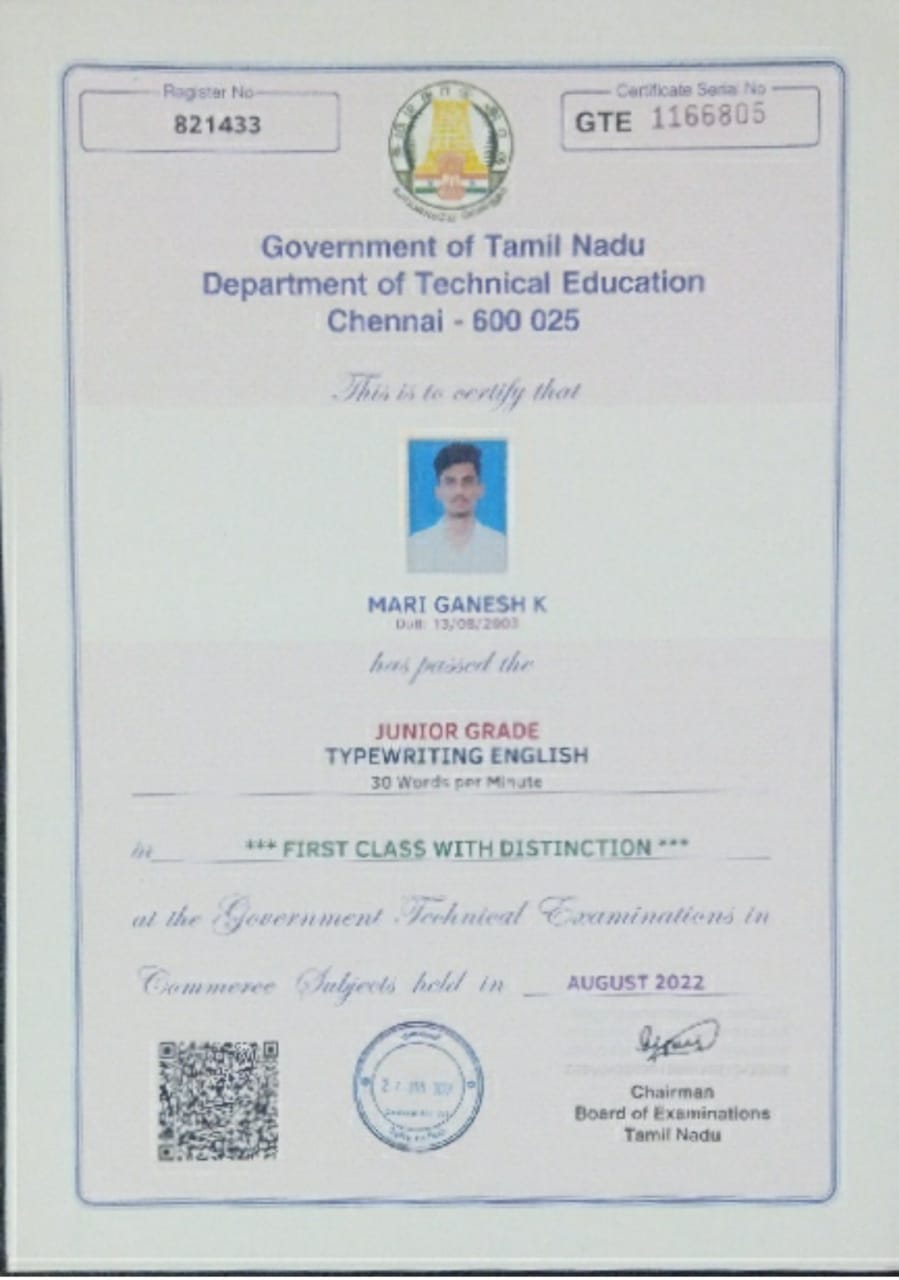 Register No
821433
Certificate Serial No
GTE 1166805
Government of Tamil Nadu
Department of Technical Education
Chennai - 600 025
This is to certify that
MARI GANESH K
DoB: 13/08/2003
has passed the
JUNIOR GRADE
TYPEWRITING ENGLISH
30 Words per Minute
in *** FIRST CLASS WITH DISTINCTION ***
at the Government Technical Examinations in
Commerce Subjects held in AUGUST 2022
Chairman
Board of Examinations
Tamil Nadu